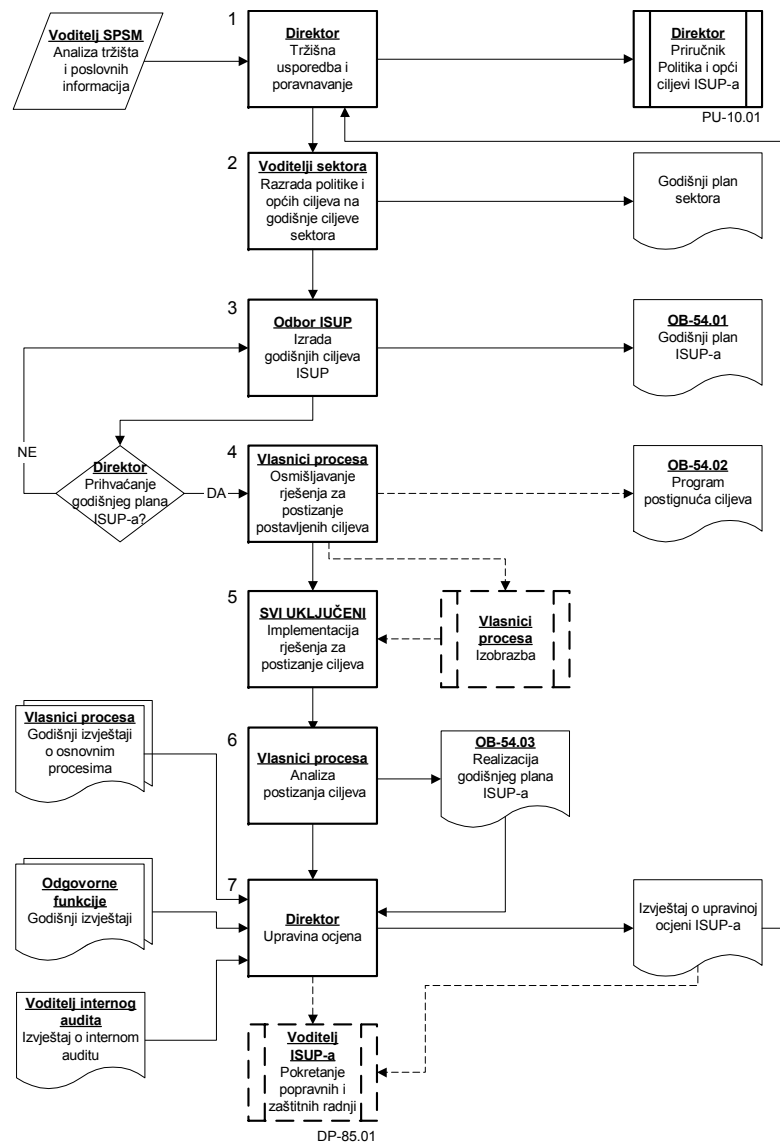 Voditelj SPSM
Analiza tržišta
i poslovnih
informacija
1
Direktor
Tržišna
usporedba i
poravnavanje
Direktor
Priručnik
Politika i opći
ciljevi ISUP-a
PU-10.01
2
Voditelji sektora
Razrada politike i
općih ciljeva na
godišnje ciljeve
sektora
Godišnji plan
sektora
3
Odbor ISUP
Izrada
godišnjih ciljeva
ISUP
OB-54.01
Godišnji plan
ISUP-a
NE
Direktor
Prihvaćanje
godišnjeg plana
ISUP-a?
DA
4
Vlasnici procesa
Osmišljavanje
rješenja za
postizanje
postavljenih ciljeva
OB-54.02
Program
postignuća ciljeva
5
SVI UKLJUČENI
Implementacija
rješenja za
postizanje ciljeva
Vlasnici
procesa
Izobrazba
Vlasnici procesa
Godišnji izvještaji
o osnovnim
procesima
6
Vlasnici procesa
Analiza
postizanja ciljeva
OB-54.03
Realizacija
godišnjeg plana
ISUP-a
Odgovorne
funkcije
Godišnji izvještaji
7
Direktor
Upravina ocjena
Izvještaj o upravinoj
ocjeni ISUP-a
Voditelj internog
audita
Izvještaj o internom
auditu
Voditelj
ISUP-a
Pokretanje
popravnih i
zaštitnih radnji
DP-85.01